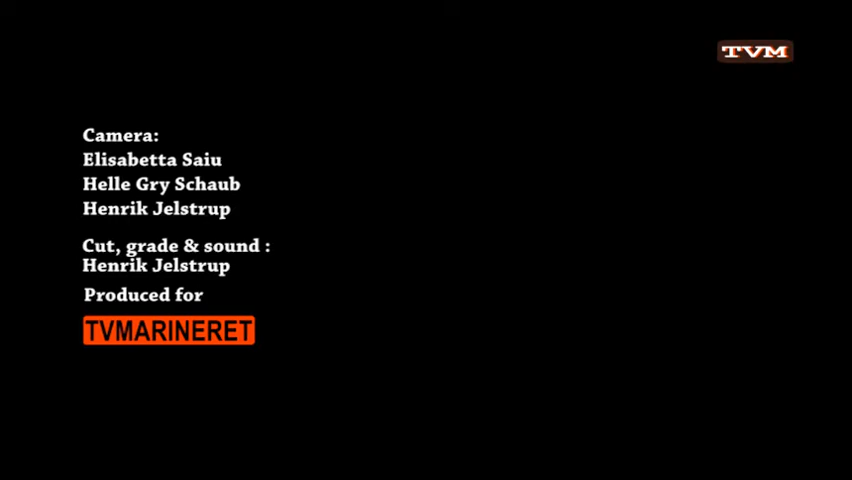 TVM
Camera:
Elisabetta Saiu
Helle Gry Schaub
Henrik Jelstrup
Cut, grade & sound :
Henrik Jelstrup
Produced for
TVMARINERET